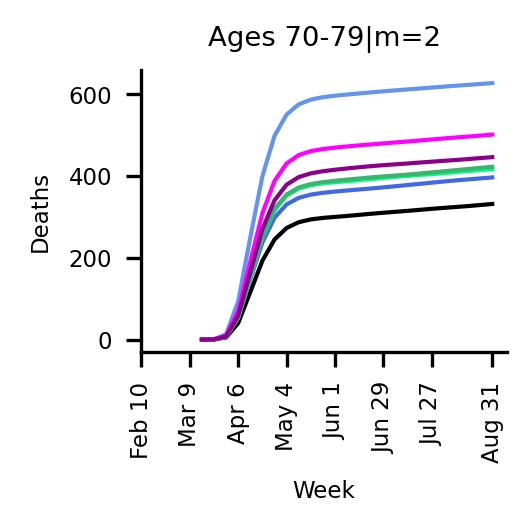 Ages 70-79|m=2
Deaths
600
400
200
0
Feb 10
Mar 9
Apr 6
May 4
Jun 1
Jun 29
Jul 27
Aug 31
Week